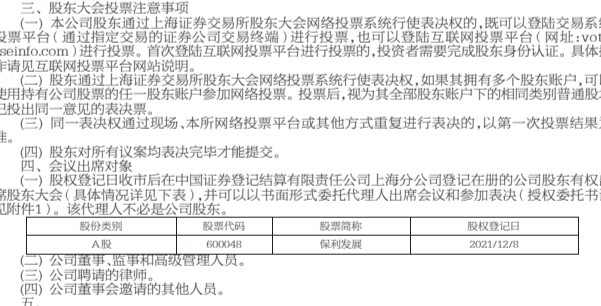 三、股东大会投票注意事项
(一) 本公司股东通过上海证券交易所股东大会网络投票系统行使表决权的,既可以登陆交易系
投票平台(通过指定交易的证券公司交易终端)进行投票,也可以登陆互联网投票平台(网址:vot
seinfo.com)进行投票。首次登陆互联网投票平台进行投票的,投资者需要完成股东身份认证。具体
作请见互联网投票平台网站说明。
(二) 股东通过上海证券交易所股东大会网络投票系统行使表决权,如果其拥有多个股东账户,可
使用持有公司股票的任一股东账户参加网络投票。投票后,视为其全部股东账户下的相同类别普通股
已投出同一意见的表决票。
(三) 同一表决权通过现场、本所网络投票平台或其他方式重复进行表决的,以第一次投票结果
准。
(四) 股东对所有议案均表决完毕才能提交。
四、会议出席对象
(一) 股权登记日收市后在中国证券登记结算有限责任公司上海分公司登记在册的公司股东有权
席股东大会(具体情况详见下表),并可以以书面形式委托代理人出席会议和参加表决(授权委托书
见附件1)。该代理人不必是公司股东。
股份类别 股票代码 股票简称 股权登记日
A股 600048 保利发展 2021/12/8
(二) 公司董事、监事和高级管理人员。
(三) 公司聘请的律师。
(四) 公司董事会邀请的其他人员。
五、